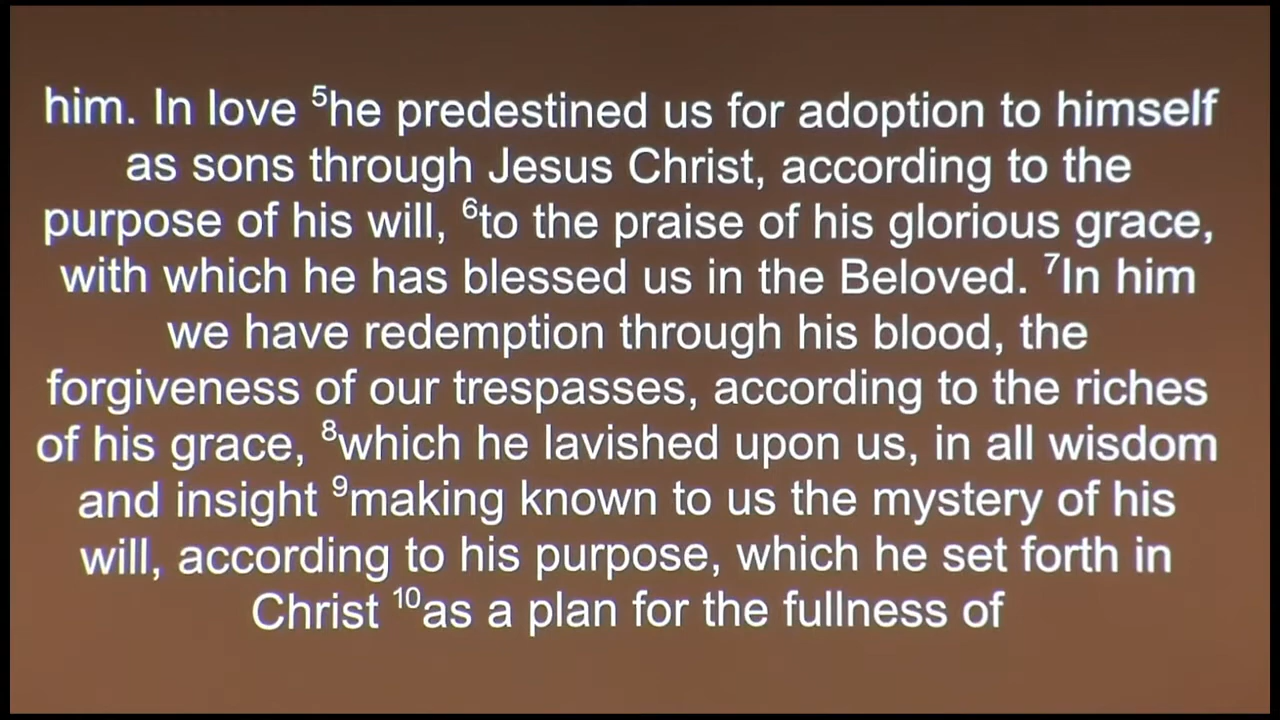 him. In love ⁵he predestined us for adoption to himself
as sons through Jesus Christ, according to the
purpose of his will, ⁶to the praise of his glorious grace,
with which he has blessed us in the Beloved. ⁷In him
we have redemption through his blood, the
forgiveness of our trespasses, according to the riches
of his grace, ⁸which he lavished upon us, in all wisdom
and insight ⁹making known to us the mystery of his
will, according to his purpose, which he set forth in
Christ ¹⁰as a plan for the fullness of